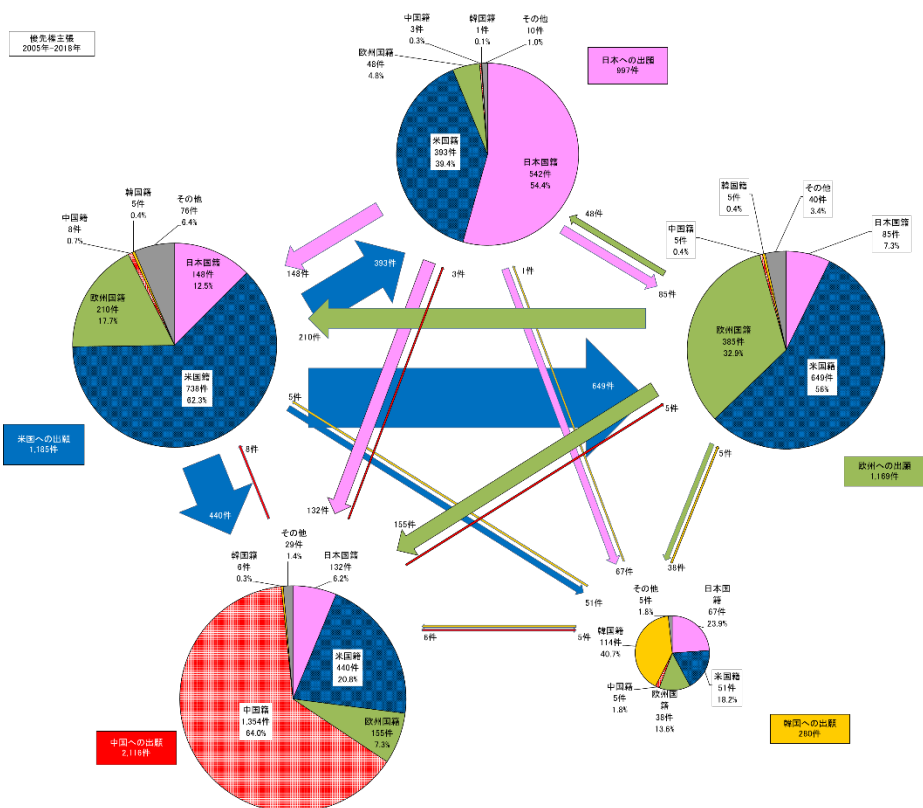 優先権主張
2005年-2018年
中国籍
3件
0.3%
韓国籍
1件
0.1%
その他
10件
1.0%
欧州国籍
48件
4.8%
米国籍
393件
39.4%
日本国籍
542件
54.4%
日本への出願
997件
韓国籍
5件
0.4%
その他
76件
6.4%
中国籍
8件
0.7%
日本国籍
148件
12.5%
欧州国籍
210件
17.7%
米国籍
738件
62.3%
米国への出願
1,185件
韓国籍
5件
0.4%
その他
40件
3.4%
中国籍
5件
0.4%
日本国籍
85件
7.3%
欧州国籍
385件
32.9%
米国籍
649件
56%
欧州への出願
1,169件
148件
393件
3件
1件
48件
85件
210件
649件
5件
5件
8件
440件
132件
155件
5件
38件
67件
51件
6件
5件
その他
29件
1.4%
韓国籍
6件
0.3%
日本国籍
132件
6.2%
米国籍
440件
20.8%
欧州国籍
155件
7.3%
中国籍
1,354件
64.0%
中国への出願
2,116件
その他
5件
1.8%
日本国
籍
67件
23.9%
韓国籍
114件
40.7%
米国籍
51件
18.2%
中国籍
5件
1.8%
欧州国
籍
38件
13.6%
韓国への出願
280件